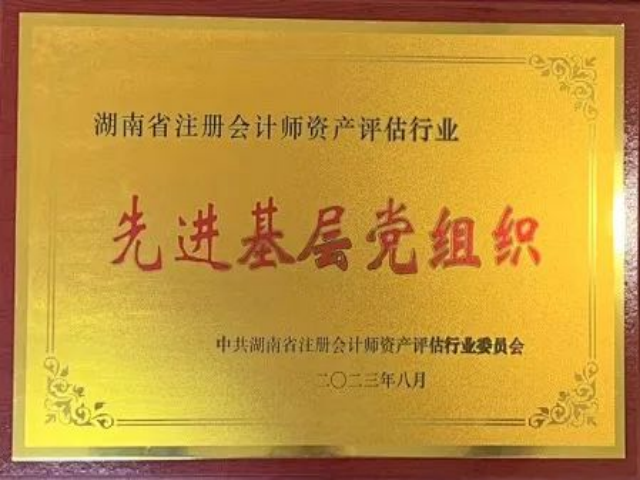 湖南省注册会计师资产评估行业
先进基层党组织
中共湖南省注册会计师资产评估行业委员会
二〇二三年八月